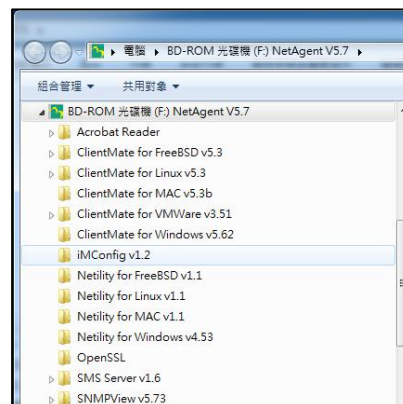 電腦 ▸ BD-ROM 光碟機 (F:) NetAgent V5.7 ▸
組合管理 ▼ 共用對象 ▼
BD-ROM 光碟機 (F:) NetAgent V5.7
Acrobat Reader
ClientMate for FreeBSD v5.3
ClientMate for Linux v5.3
ClientMate for MAC v5.3b
ClientMate for VMWare v3.51
ClientMate for Windows v5.62
iMConfig v1.2
Netility for FreeBSD v1.1
Netility for Linux v1.1
Netility for MAC v1.1
Netility for Windows v4.53
OpenSSL
SMS Server v1.6
SNMPView v5.73